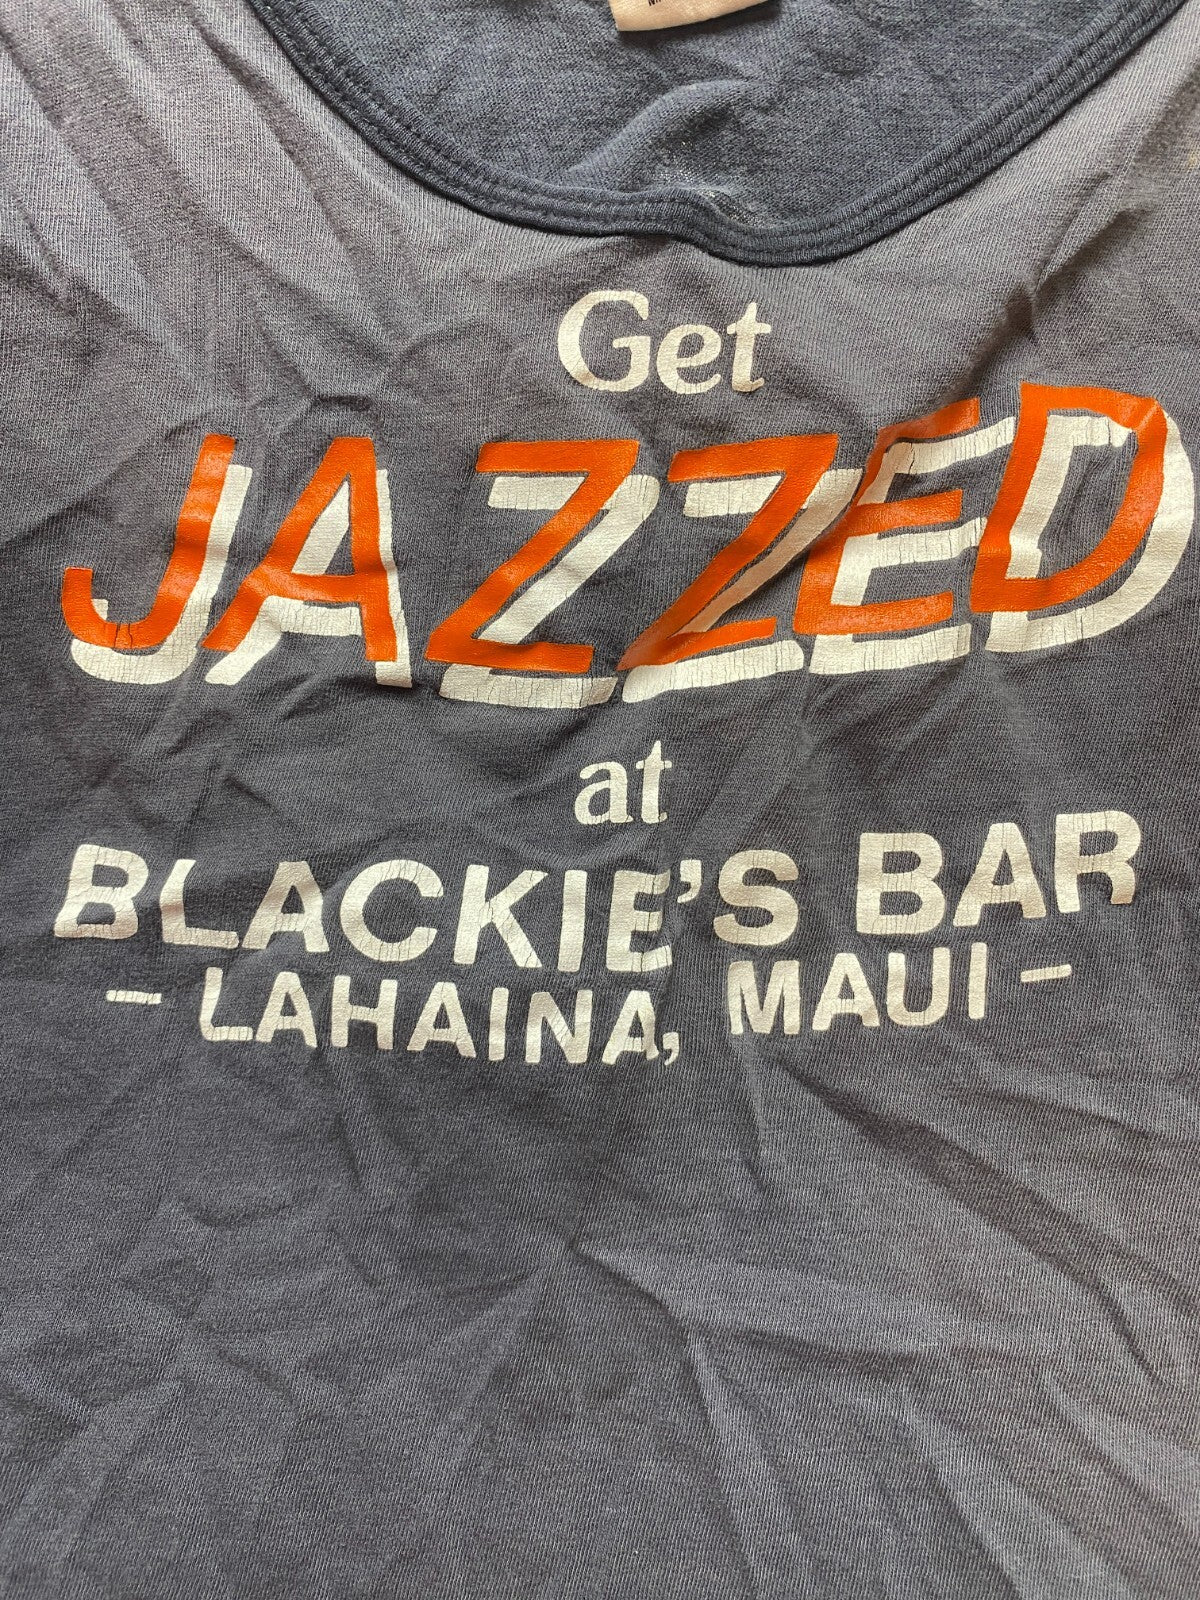 Get
JAZZED
at
BLACKIE'S BAR
- LAHAINA, MAUI -